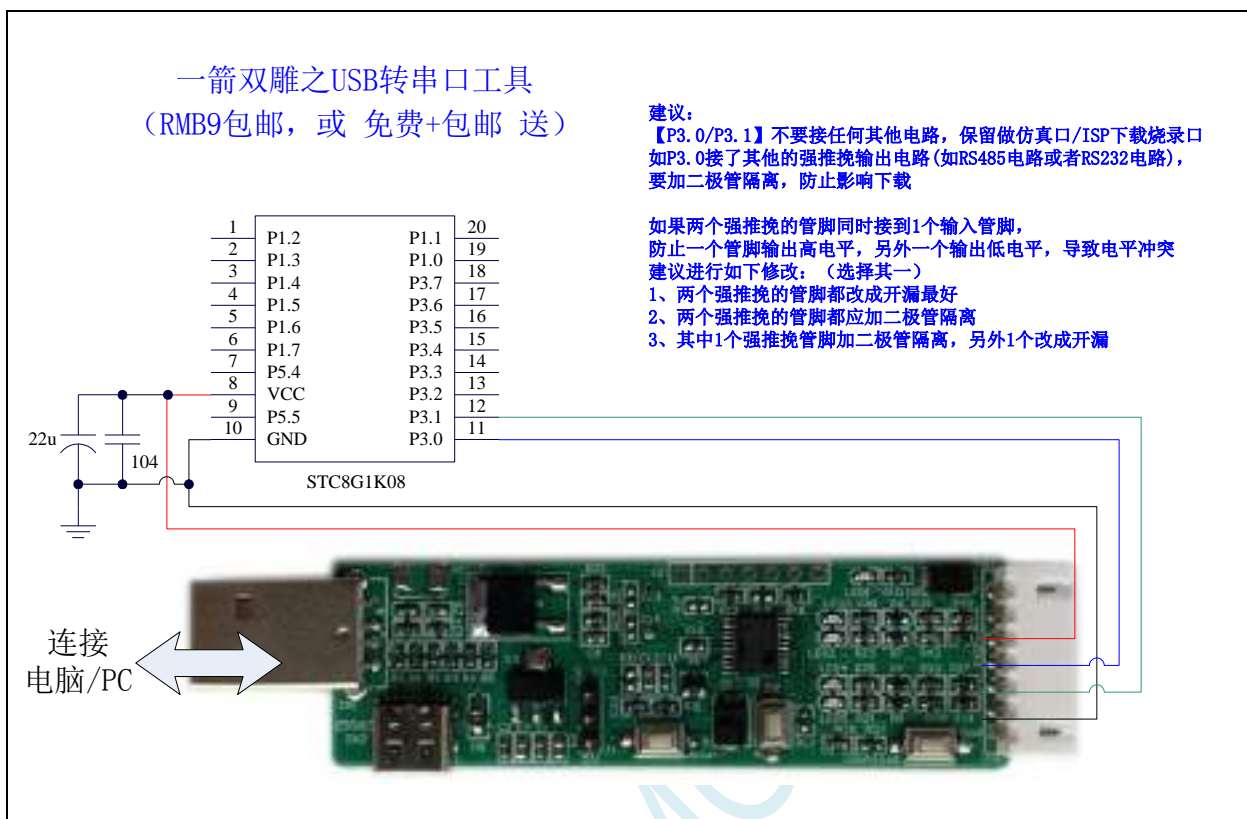 一箭双雕之USB转串口工具
（RMB9包邮，或 免费+包邮 送）
建议：
【P3.0/P3.1】不要接任何其他电路，保留做仿真口/ISP下载烧录口
如P3.0接了其他的强推挽输出电路(如RS485电路或者RS232电路)，
要加二极管隔离，防止影响下载
如果两个强推挽的管脚同时接到1个输入管脚，
防止一个管脚输出高电平，另外一个输出低电平，导致电平冲突
建议进行如下修改：（选择其一）
1、两个强推挽的管脚都改成开漏最好
2、两个强推挽的管脚都应加二极管隔离
3、其中1个强推挽管脚加二极管隔离，另外1个改成开漏
1 P1.2 P1.1 20
2 P1.3 P1.0 19
3 P1.4 P3.7 18
4 P1.5 P3.6 17
5 P1.6 P3.5 16
6 P1.7 P3.4 15
7 P5.4 P3.3 14
8 VCC P3.2 13
9 P5.5 P3.1 12
10 GND P3.0 11
22u
104
STC8G1K08
连接
电脑/PC